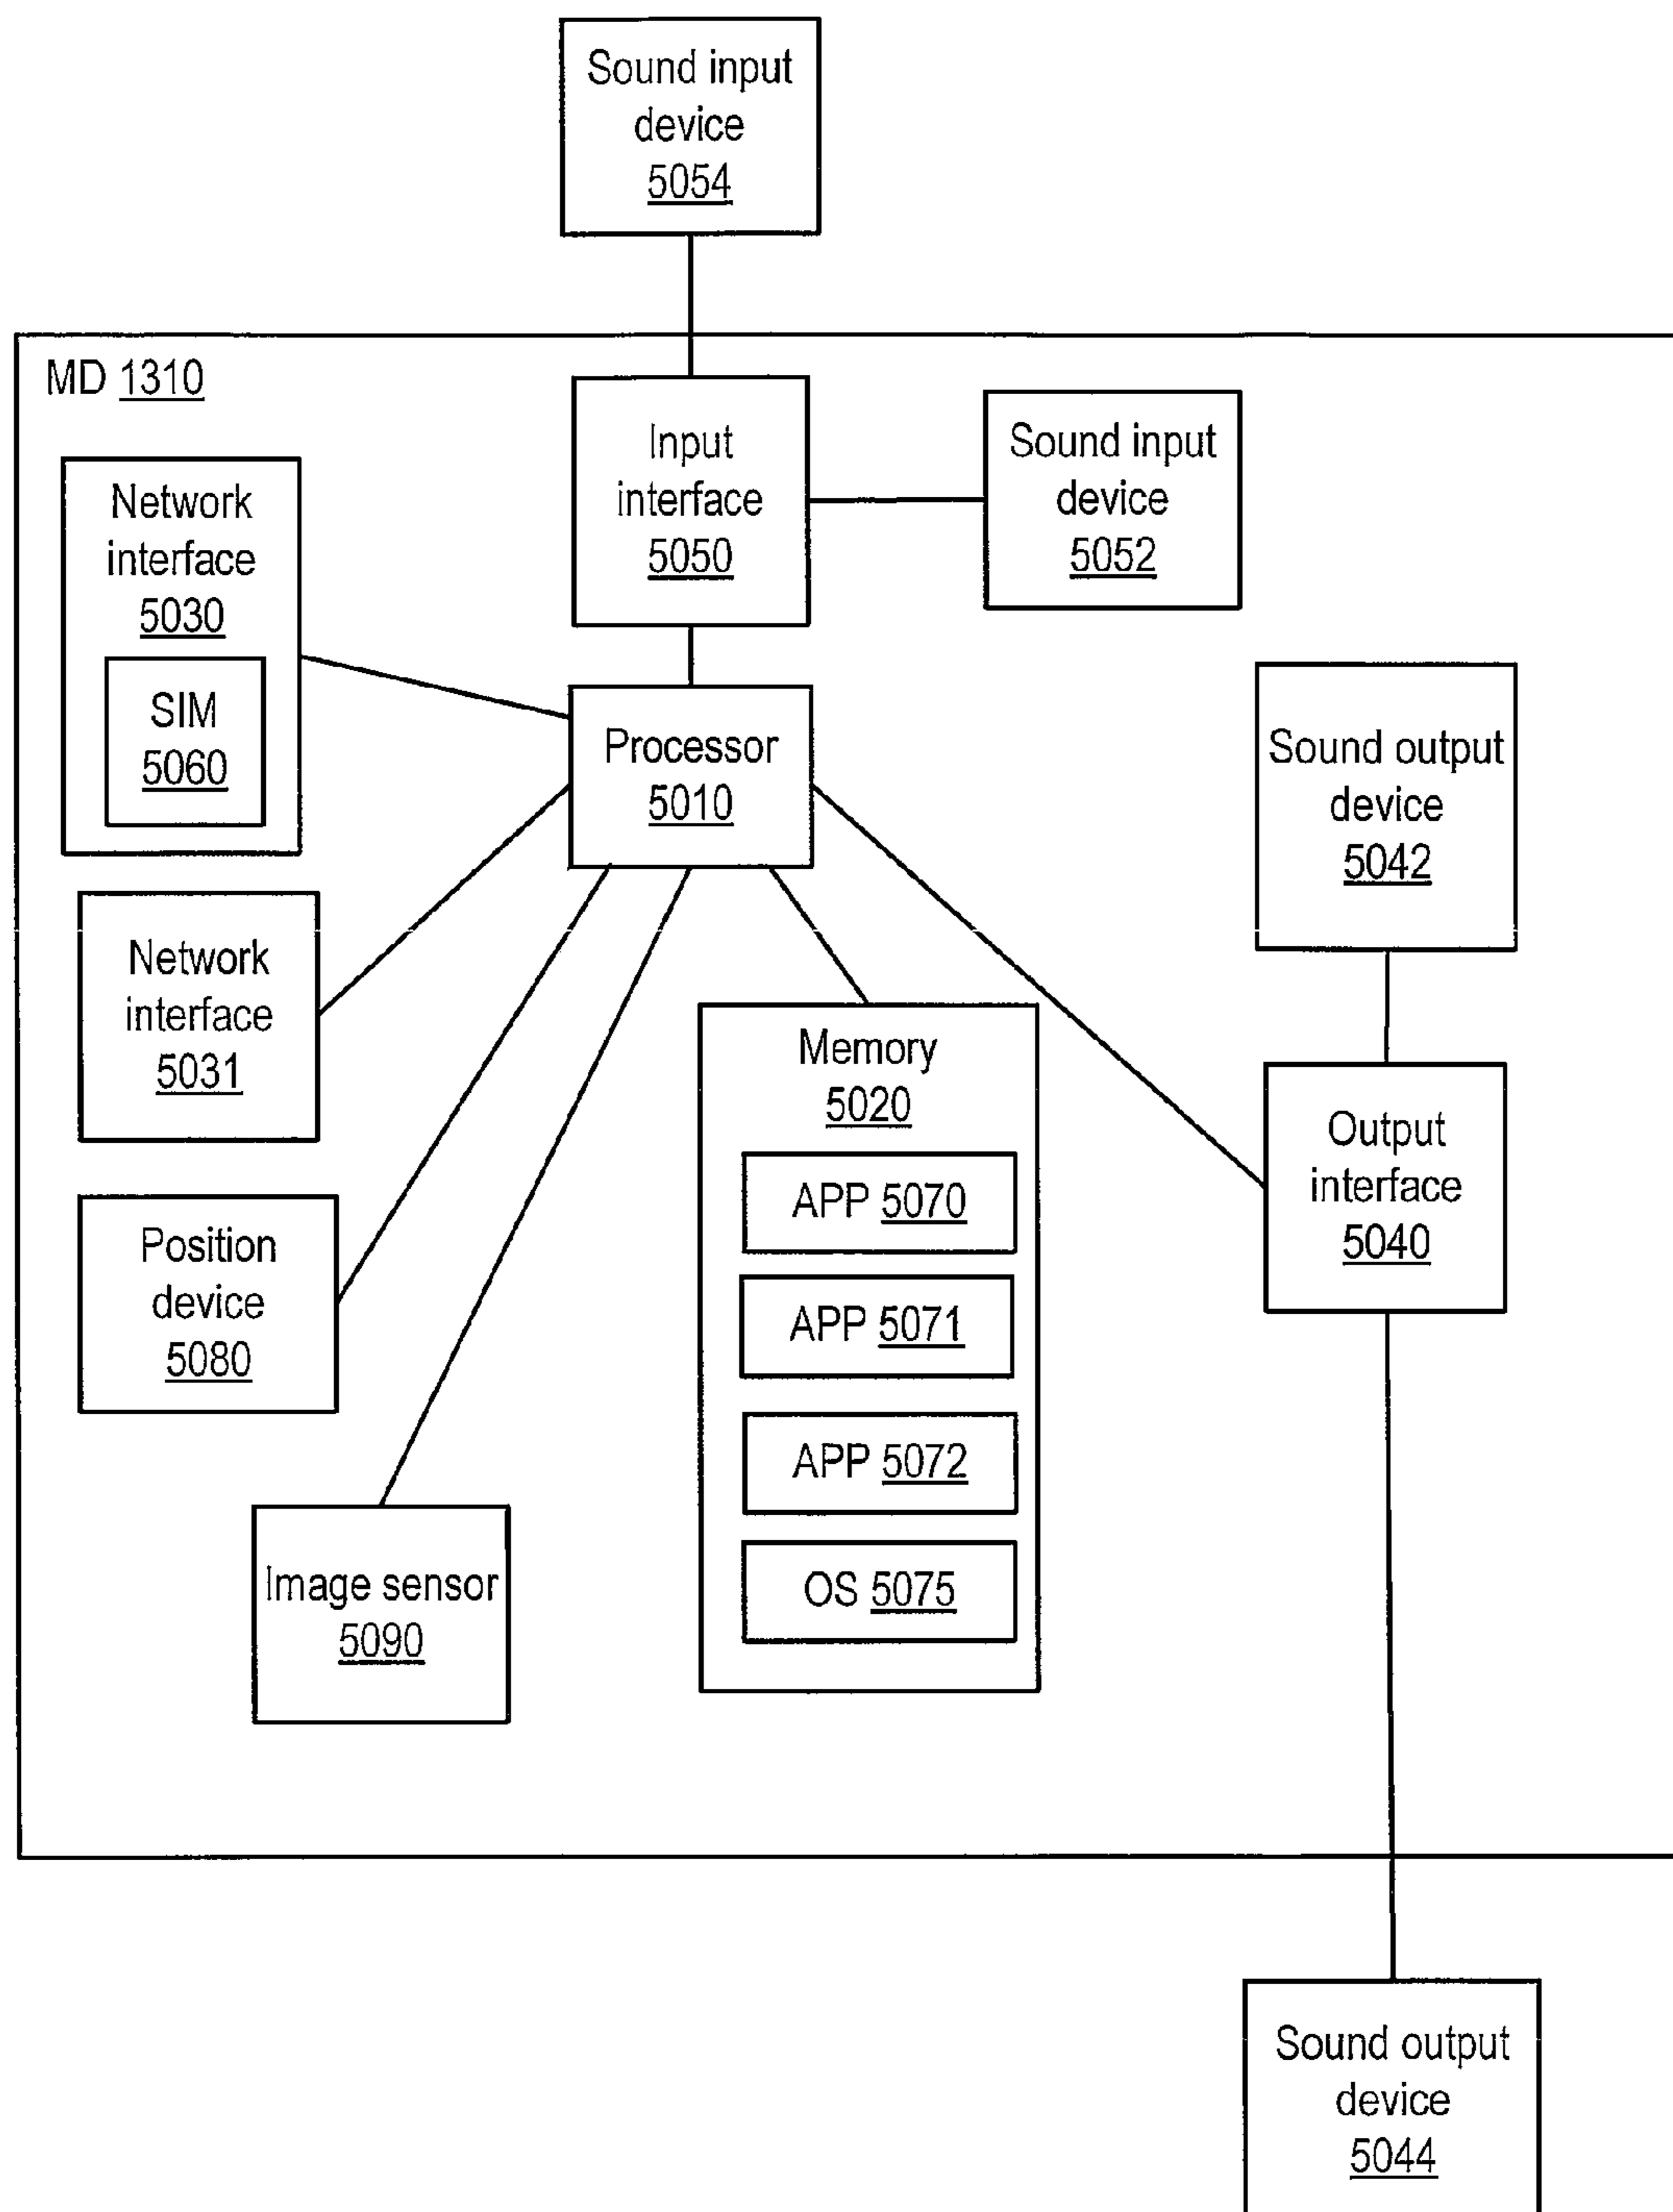 Sound input
device
5054
MD 1310
Input
interface
5050
Sound input
device
5052
Network
interface
5030
SIM
5060
Processor
5010
Sound output
device
5042
Network
interface
5031
Memory
5020
APP 5070
APP 5071
APP 5072
OS 5075
Output
interface
5040
Position
device
5080
Image sensor
5090
Sound output
device
5044